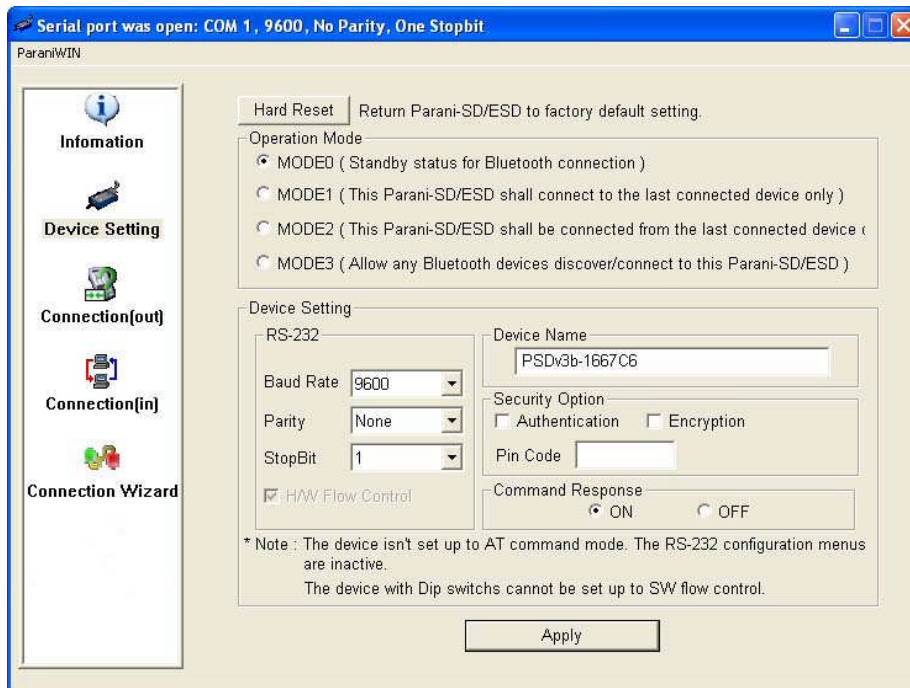 Serial port was open: COM 1, 9600, No Parity, One Stopbit
ParaniWIN
Infomation
Device Setting
Connection(out)
Connection(in)
Connection Wizard
Hard Reset Return Parani-SD/ESD to factory default setting.
Operation Mode
MODE0 ( Standby status for Bluetooth connection )
MODE1 ( This Parani-SD/ESD shall connect to the last connected device only )
MODE2 ( This Parani-SD/ESD shall be connected from the last connected device
MODE3 ( Allow any Bluetooth devices discover/connect to this Parani-SD/ESD )
Device Setting
RS-232
Baud Rate 9600
Parity None
StopBit 1
H/W Flow Control
Device Name
PSDv3b-1667C6
Security Option
Authentication Encryption
Pin Code
Command Response
ON OFF
* Note : The device isn't set up to AT command mode. The RS-232 configuration menus
are inactive.
The device with Dip switchs cannot be set up to SW flow control.
Apply